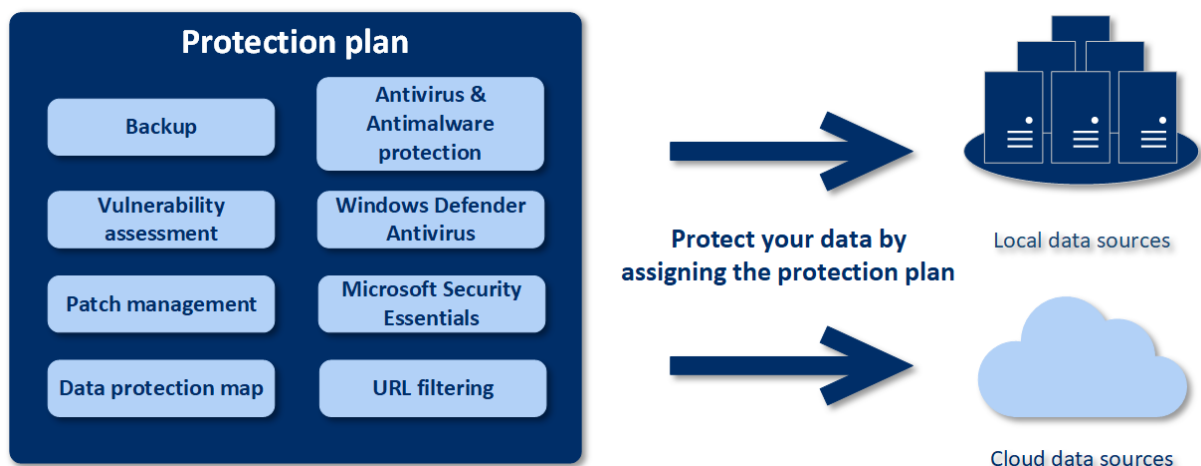 Protection plan
Backup
Antivirus &
Antimalware
protection
Vulnerability
assessment
Windows Defender
Antivirus
Patch management
Microsoft Security
Essentials
Data protection map
URL filtering
Protect your data by
assigning the protection plan
Local data sources
Cloud data sources